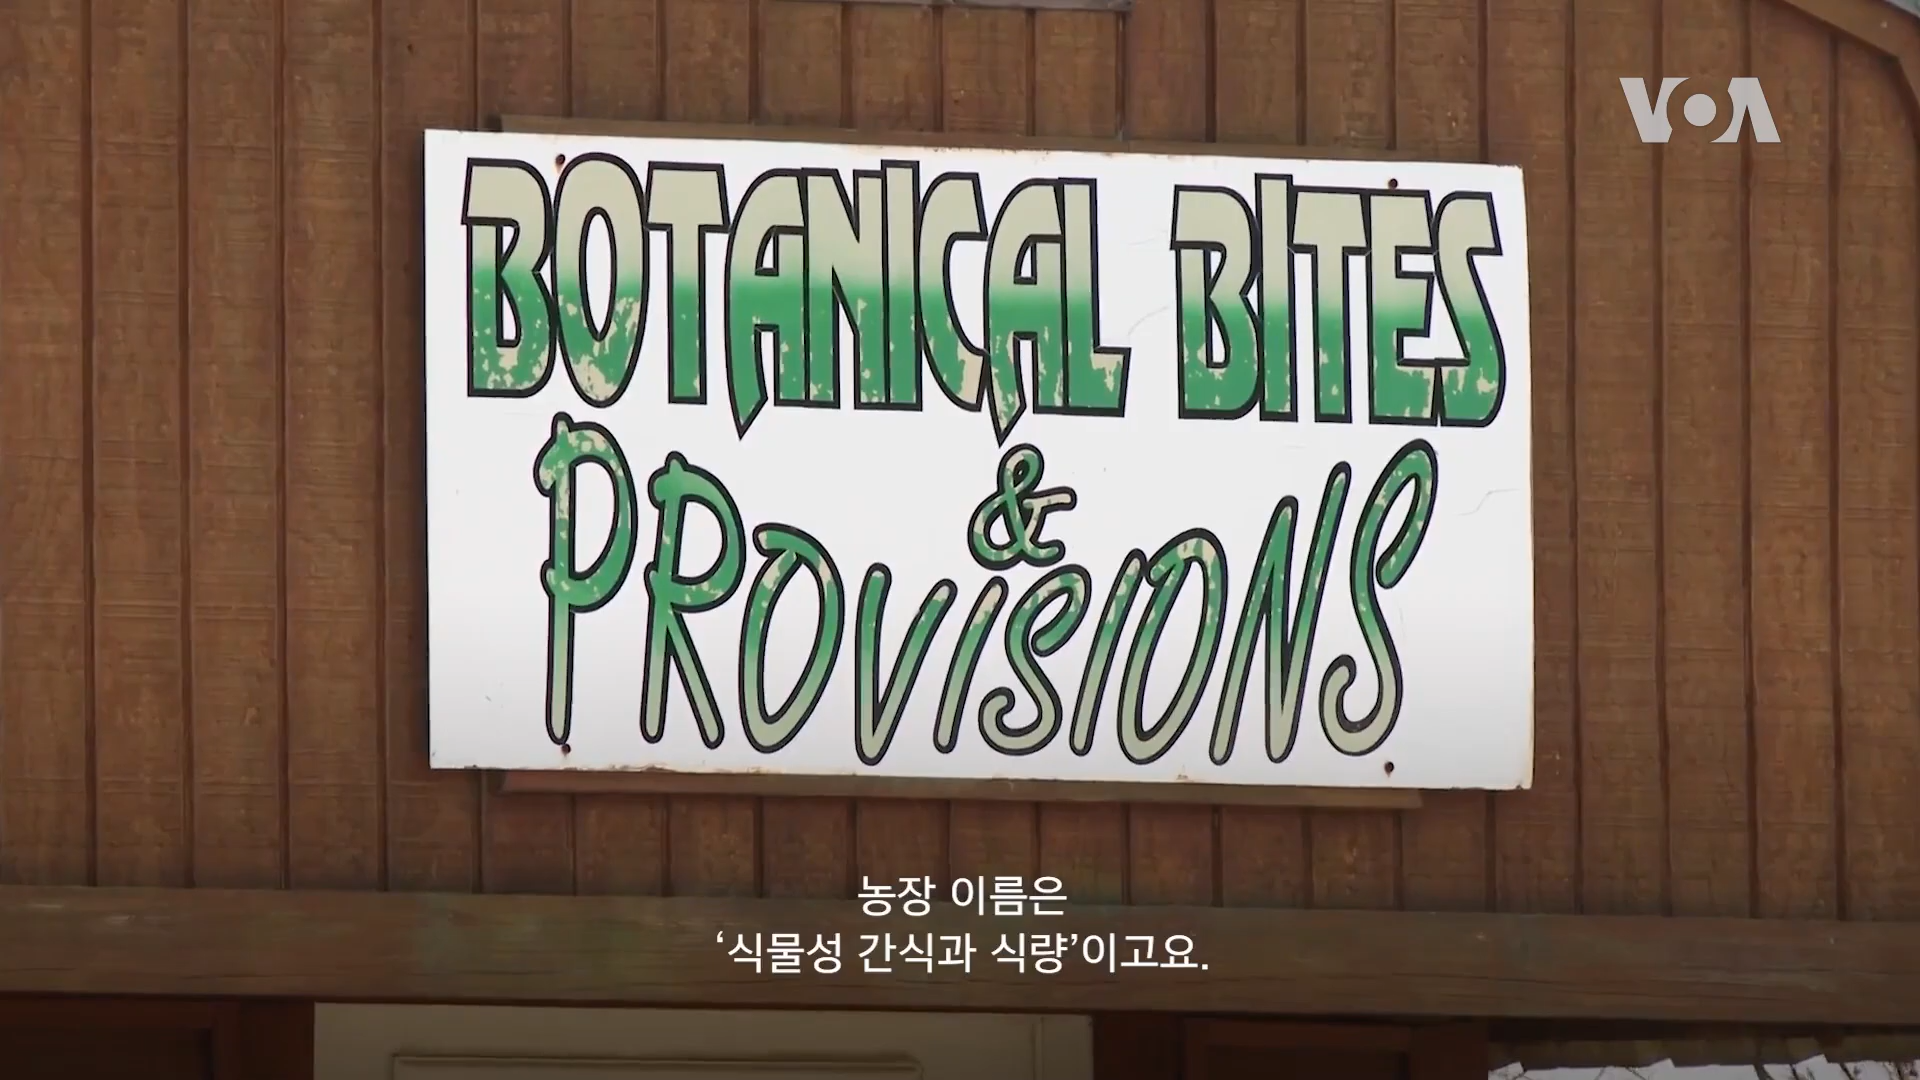 VOA
BOTANICAL BITES
&
PROVISIONS
농장 이름은
‘식물성 간식과 식량’이고요.